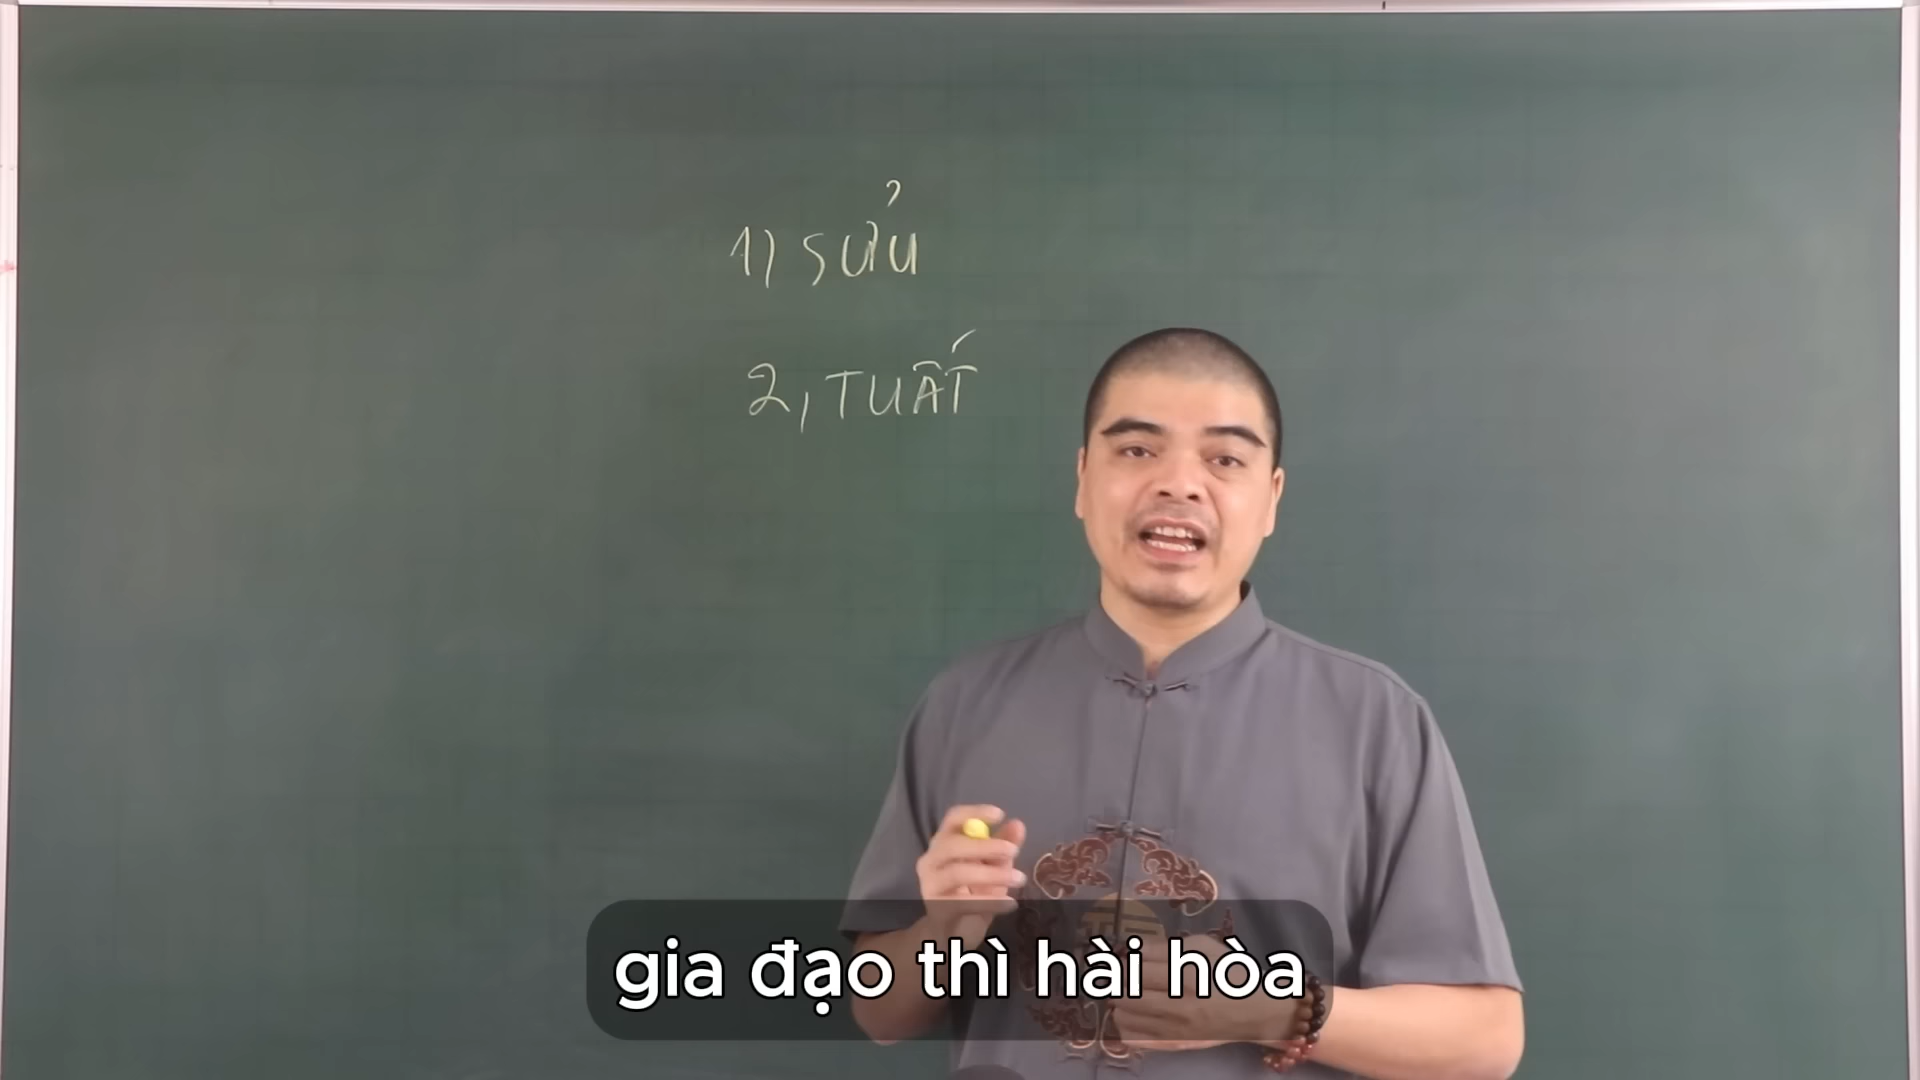 1) SỬU
2, TUẤT
gia đạo thì hài hòa